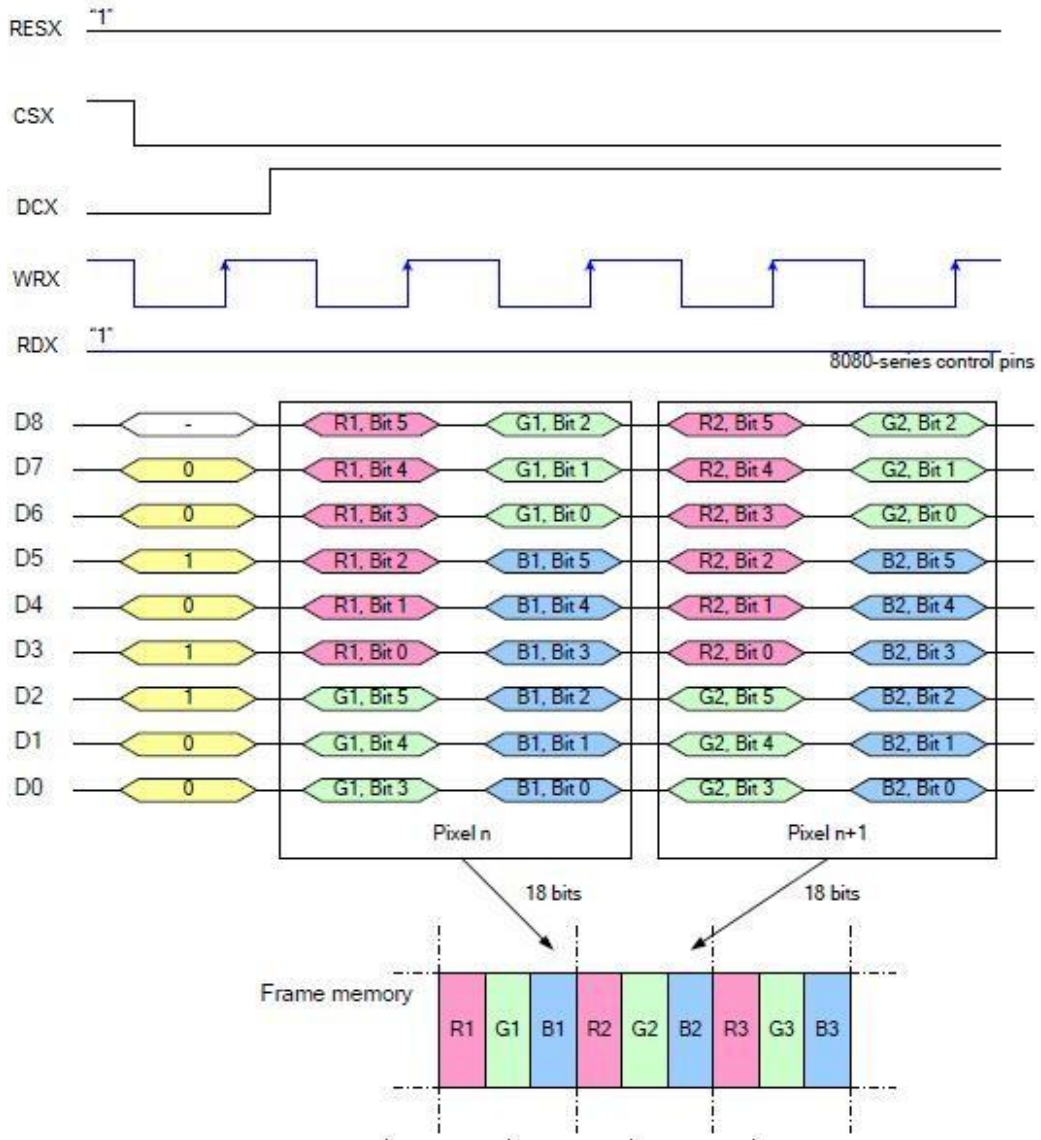 RESX "1"
CSX
DCX
WRX
RDX "1"
8080-series control pins
D8 - R1, Bit 5 G1, Bit 2 R2, Bit 5 G2, Bit 2
D7 0 R1, Bit 4 G1, Bit 1 R2, Bit 4 G2, Bit 1
D6 0 R1, Bit 3 G1, Bit 0 R2, Bit 3 G2, Bit 0
D5 1 R1, Bit 2 B1, Bit 5 R2, Bit 2 B2, Bit 5
D4 0 R1, Bit 1 B1, Bit 4 R2, Bit 1 B2, Bit 4
D3 1 R1, Bit 0 B1, Bit 3 R2, Bit 0 B2, Bit 3
D2 1 G1, Bit 5 B1, Bit 2 G2, Bit 5 B2, Bit 2
D1 0 G1, Bit 4 B1, Bit 1 G2, Bit 4 B2, Bit 1
D0 0 G1, Bit 3 B1, Bit 0 G2, Bit 3 B2, Bit 0
Pixel n Pixel n+1
18 bits 18 bits
Frame memory
R1 G1 B1 R2 G2 B2 R3 G3 B3